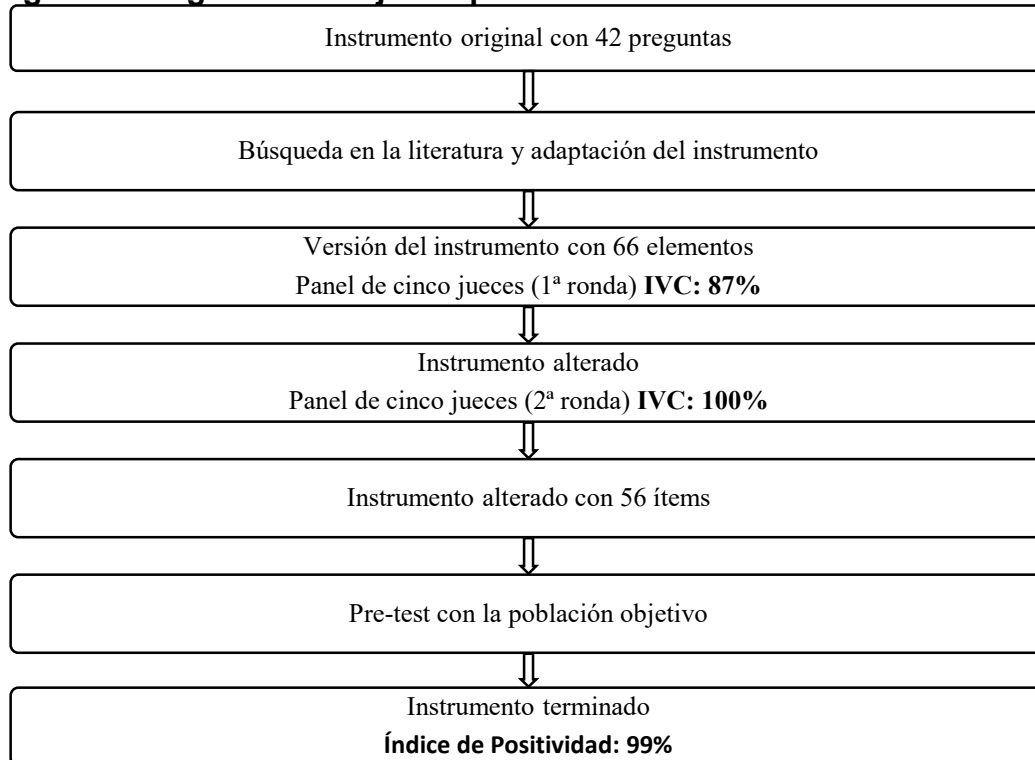 Instrumento original con 42 preguntas
Búsqueda en la literatura y adaptación del instrumento
Versión del instrumento con 66 elementos
Panel de cinco jueces (1ª ronda) IVC: 87%
Instrumento alterado
Panel de cinco jueces (2ª ronda) IVC: 100%
Instrumento alterado con 56 ítems
Pre-test con la población objetivo
Instrumento terminado
Índice de Positividad: 99%